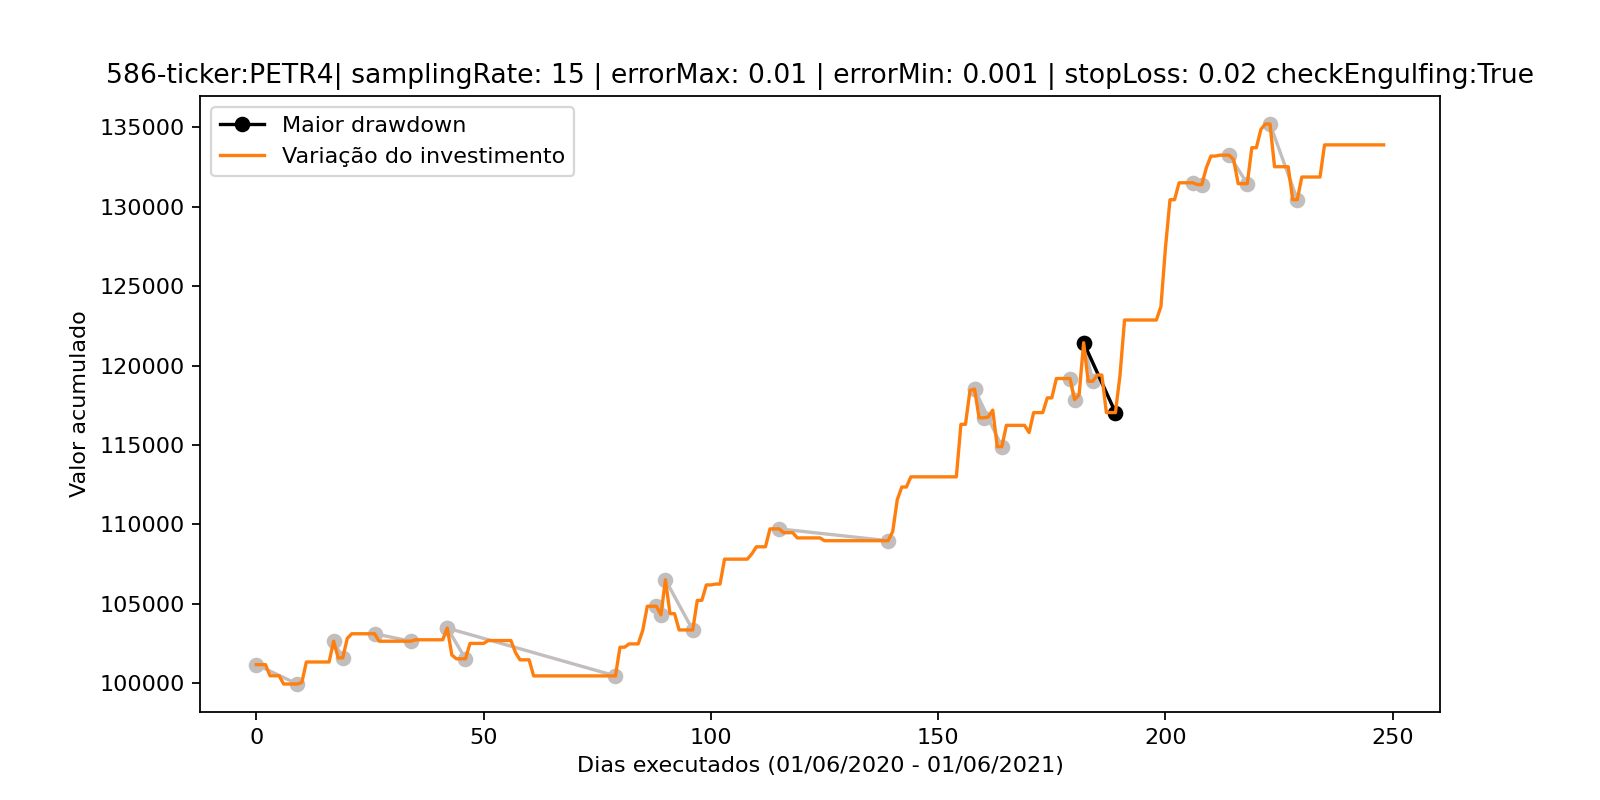 586-ticker:PETR4| samplingRate: 15 | errorMax: 0.01 | errorMin: 0.001 | stopLoss: 0.02 checkEngulfing:True
Maior drawdown
Variação do investimento
135000
130000
125000
120000
115000
110000
105000
100000
Valor acumulado
0 50 100 150 200 250
Dias executados (01/06/2020 - 01/06/2021)